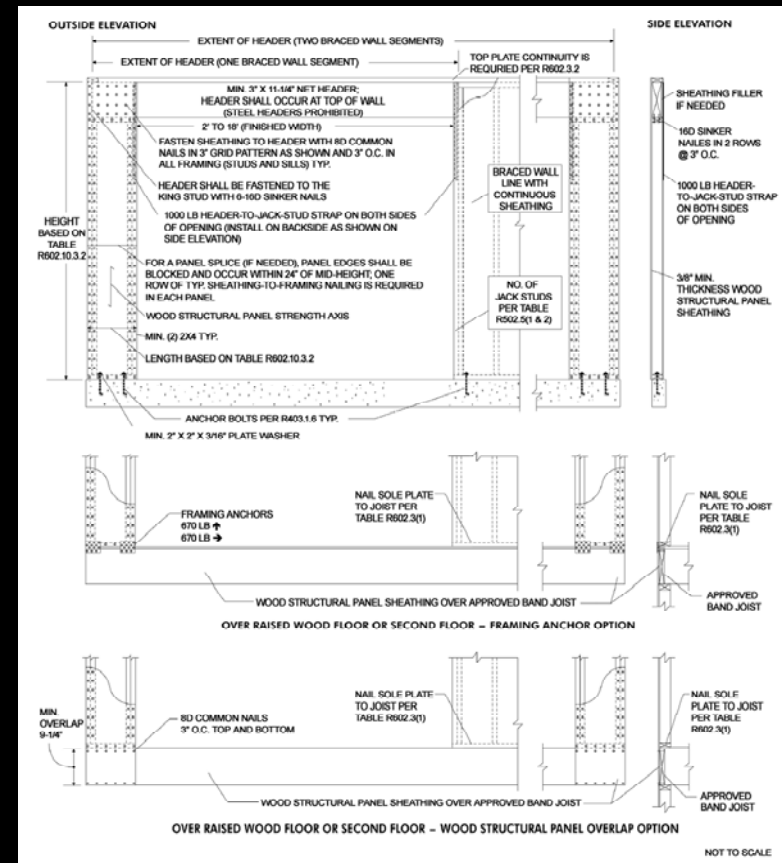 OUTSIDE ELEVATION
SIDE ELEVATION
EXTENT OF HEADER (TWO BRACED WALL SEGMENTS)
EXTENT OF HEADER (ONE BRACED WALL SEGMENT)
TOP PLATE CONTINUITY IS
REQURIED PER R602.3.2
MIN. 3" X 11-1/4" NET HEADER;
HEADER SHALL OCCUR AT TOP OF WALL
(STEEL HEADERS PROHIBITED)
2' TO 18' (FINISHED WIDTH)
FASTEN SHEATHING TO HEADER WITH 8D COMMON
NAILS IN 3" GRID PATTERN AS SHOWN AND 3" O.C. IN
ALL FRAMING (STUDS AND SILLS) TYP.
HEADER SHALL BE FASTENED TO THE
KING STUD WITH 6-16D SINKER NAILS
1000 LB HEADER-TO-JACK-STUD STRAP ON BOTH SIDES
OF OPENING (INSTALL ON BACKSIDE AS SHOWN ON
SIDE ELEVATION)
HEIGHT
BASED ON
TABLE
R602.10.3.2
FOR A PANEL SPLICE (IF NEEDED), PANEL EDGES SHALL BE
BLOCKED AND OCCUR WITHIN 24" OF MID-HEIGHT; ONE
ROW OF TYP. SHEATHING-TO-FRAMING NAILING IS REQUIRED
IN EACH PANEL
WOOD STRUCTURAL PANEL STRENGTH AXIS
MIN. (2) 2X4 TYP.
LENGTH BASED ON TABLE R602.10.3.2
BRACED WALL
LINE WITH
CONTINUOUS
SHEATHING
NO. OF
JACK STUDS
PER TABLE
R502.5(1 & 2)
SHEATHING FILLER
IF NEEDED
16D SINKER
NAILES IN 2 ROWS
@ 3" O.C.
1000 LB HEADER-
TO-JACK-STUD STRAP
ON BOTH SIDES
OF OPENING
3/8" MIN.
THICKNESS WOOD
STRUCTURAL PANEL
SHEATHING
ANCHOR BOLTS PER R403.1.6 TYP.
MIN. 2" X 2" X 3/16" PLATE WASHER
FRAMING ANCHORS
670 LB ↑
670 LB →
NAIL SOLE PLATE
TO JOIST PER
TABLE R602.3(1)
NAIL SOLE
PLATE TO JOIST
PER TABLE
R602.3(1)
WOOD STRUCTURAL PANEL SHEATHING OVER APPROVED BAND JOIST
APPROVED
BAND JOIST
OVER RAISED WOOD FLOOR OR SECOND FLOOR – FRAMING ANCHOR OPTION
MIN.
OVERLAP
9-1/4"
8D COMMON NAILS
3" O.C. TOP AND BOTTOM
NAIL SOLE PLATE
TO JOIST PER
TABLE R602.3(1)
NAIL SOLE
PLATE TO JOIST
PER TABLE
R602.3(1)
WOOD STRUCTURAL PANEL SHEATHING OVER APPROVED BAND JOIST
APPROVED
BAND JOIST
OVER RAISED WOOD FLOOR OR SECOND FLOOR – WOOD STRUCTURAL PANEL OVERLAP OPTION
NOT TO SCALE